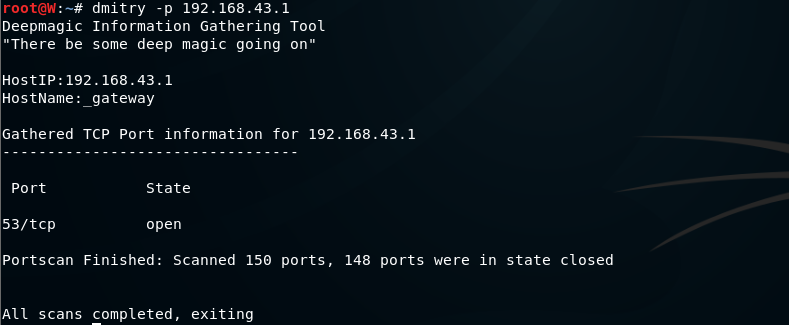 root@W:~# dmitry -p 192.168.43.1
Deepmagic Information Gathering Tool
"There be some deep magic going on"
HostIP:192.168.43.1
HostName:_gateway
Gathered TCP Port information for 192.168.43.1
---------------------------------
Port State
53/tcp open
Portscan Finished: Scanned 150 ports, 148 ports were in state closed
All scans completed, exiting